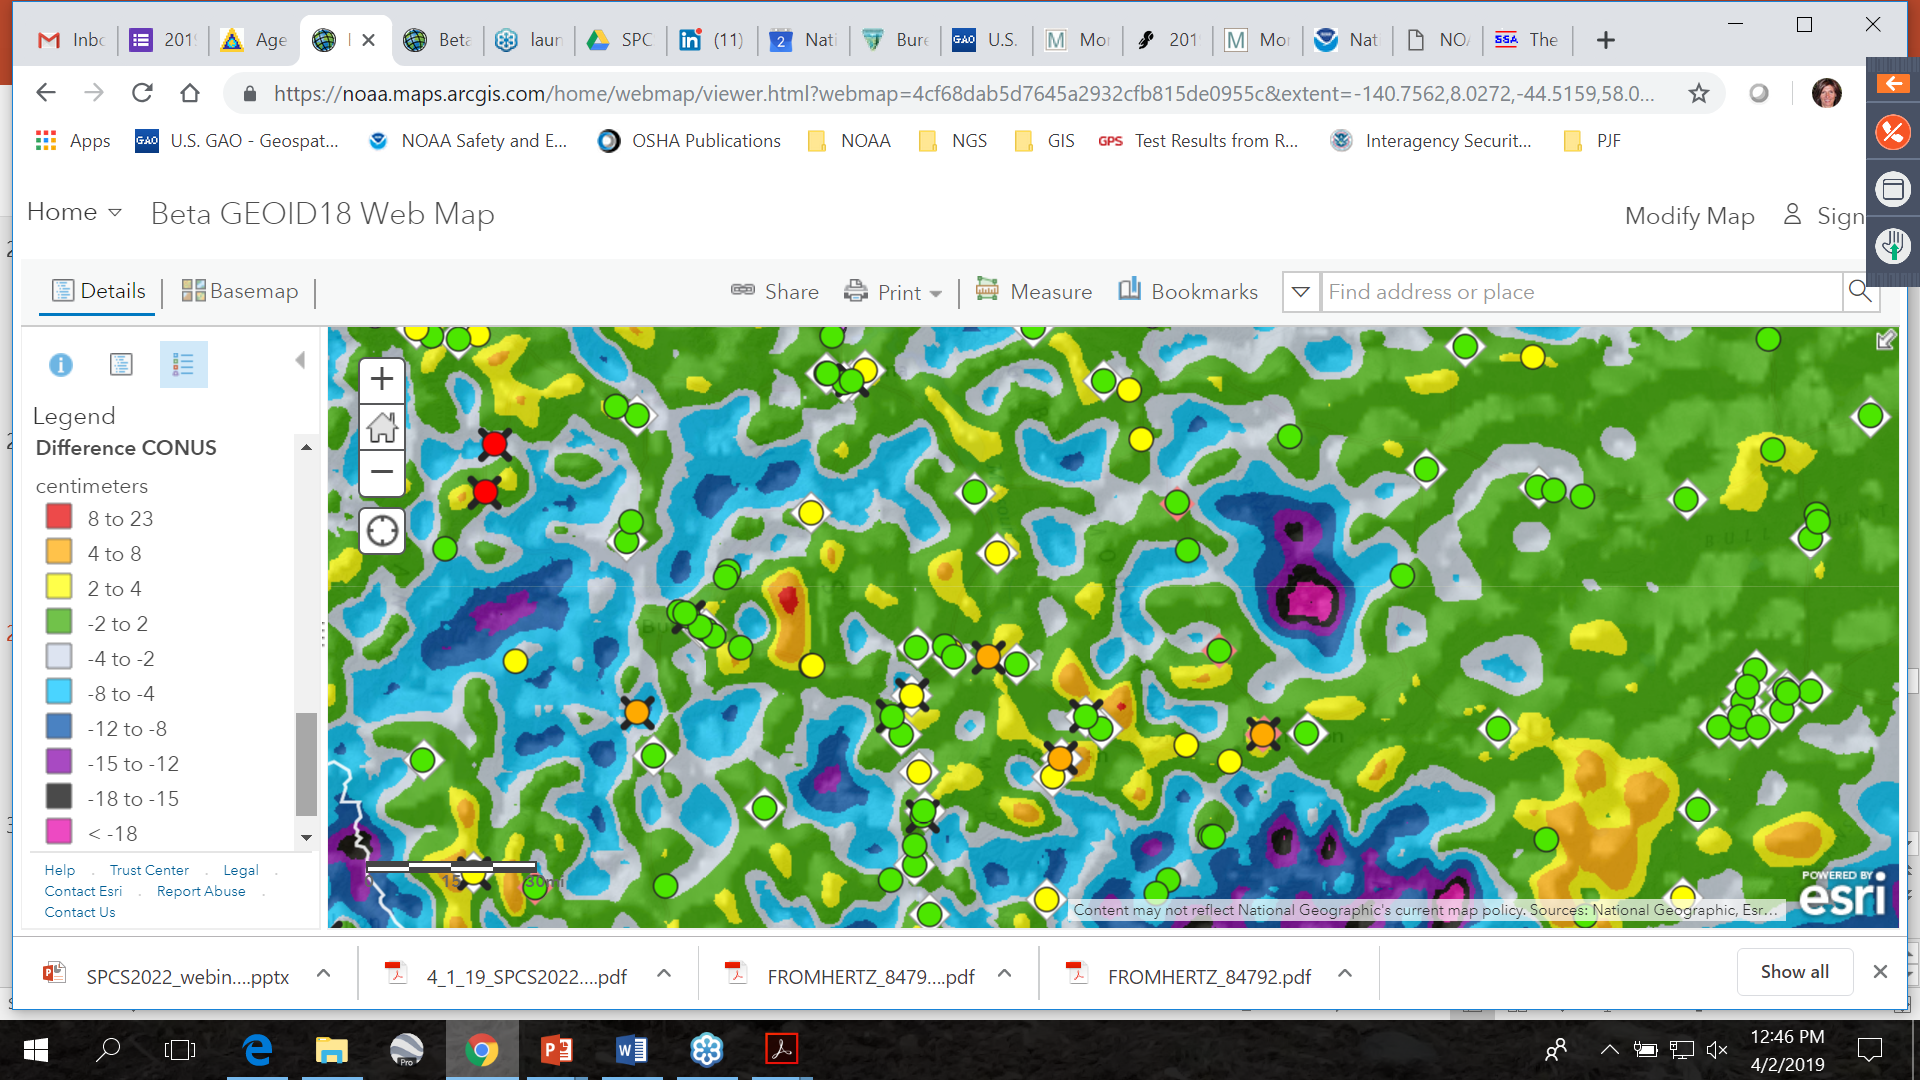 Inbo
2019
Age
Beta
laun
SPC
(11)
Nati
Bure
U.S.
Mor
201
Mor
Nat
NOA
The
https://noaa.maps.arcgis.com/home/webmap/viewer.html?webmap=4cf68dab5d7645a2932cfb815de0955c&extent=-140.7562,8.0272,-44.5159,58.0...
Apps
GAO U.S. GAO - Geospat...
NOAA Safety and E...
OSHA Publications
NOAA
NGS
GIS
GPS Test Results from R...
Interagency Securit...
PJF
Home
Beta GEOID18 Web Map
Modify Map
Sign
Details
Basemap
Share
Print
Measure
Bookmarks
Find address or place
Legend
Difference CONUS
centimeters
8 to 23
4 to 8
2 to 4
-2 to 2
-4 to -2
-8 to -4
-12 to -8
-15 to -12
-18 to -15
< -18
Help . Trust Center . Legal .
Contact Esri . Report Abuse .
Contact Us
15 30mi
POWERED BY
esri
Content may not reflect National Geographic's current map policy. Sources: National Geographic, Esr...
SPCS2022_webin....pptx
4_1_19_SPCS2022....pdf
FROMHERTZ_8479....pdf
FROMHERTZ_84792.pdf
Show all
12:46 PM
4/2/2019